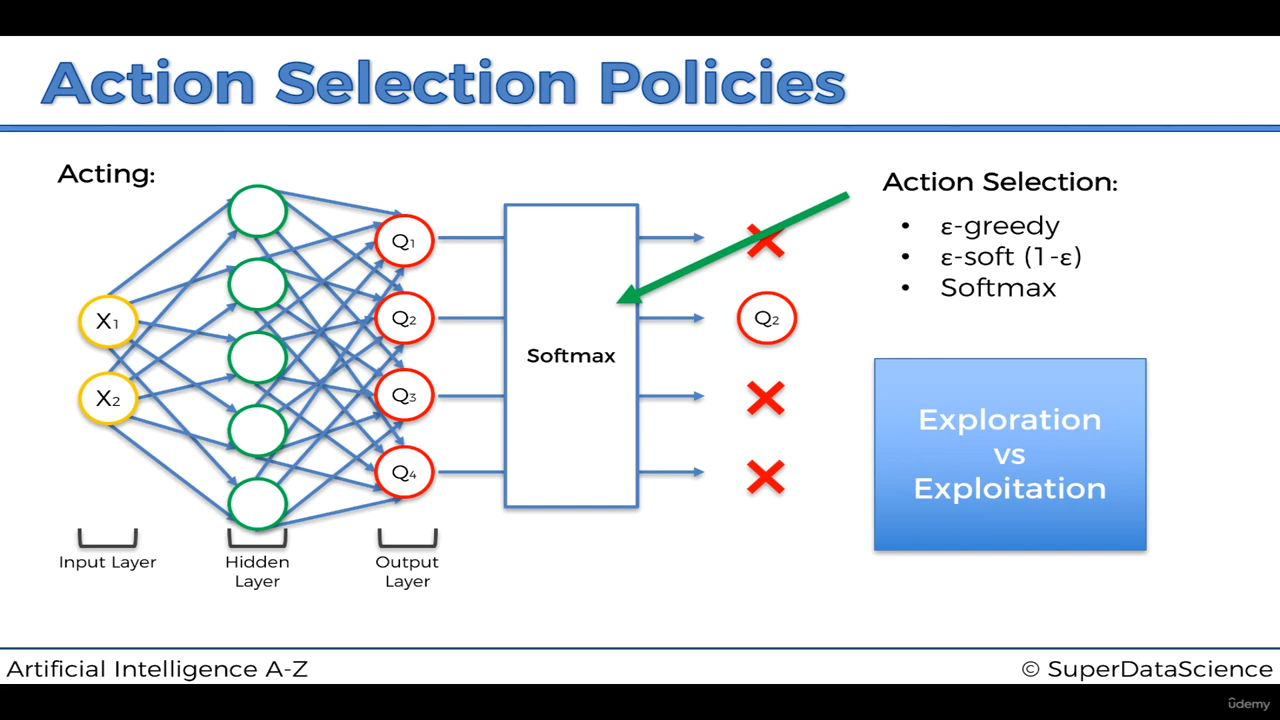 Action Selection Policies
Acting:
X1
X2
Q1
Q2
Q3
Q4
Input Layer
Hidden
Layer
Output
Layer
Softmax
Q2
Action Selection:
• ε-greedy
• ε-soft (1-ε)
• Softmax
Exploration
vs
Exploitation
Artificial Intelligence A-Z
© SuperDataScience
ûdemy